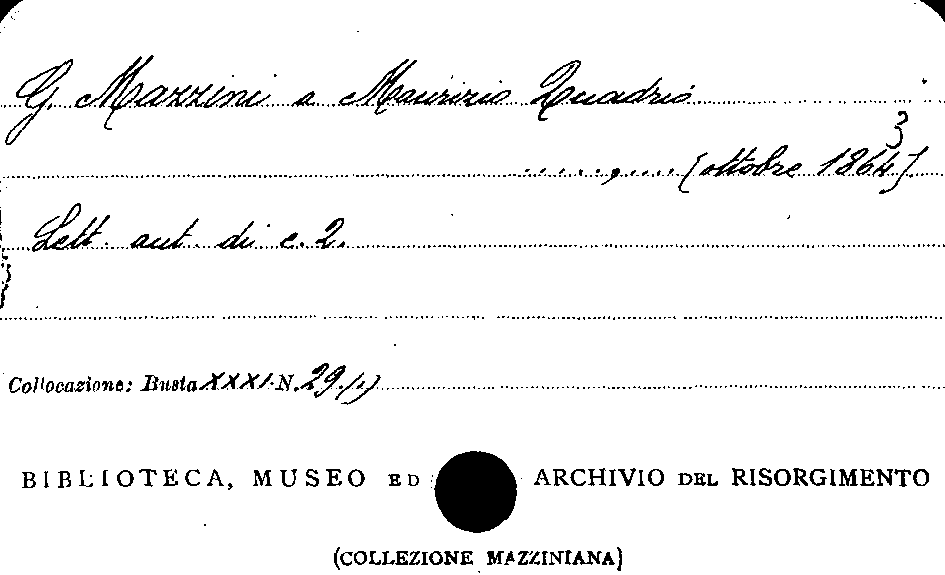 G. Mazzini a Maurizio Quadrio
3
....., .... [ottobre 1864]
Lett. aut. di c. 2.
Collocazione: Busta XXXI. N. 29.(1)
BIBLIOTECA, MUSEO ED ARCHIVIO DEL RISORGIMENTO
(COLLEZIONE MAZZINIANA)